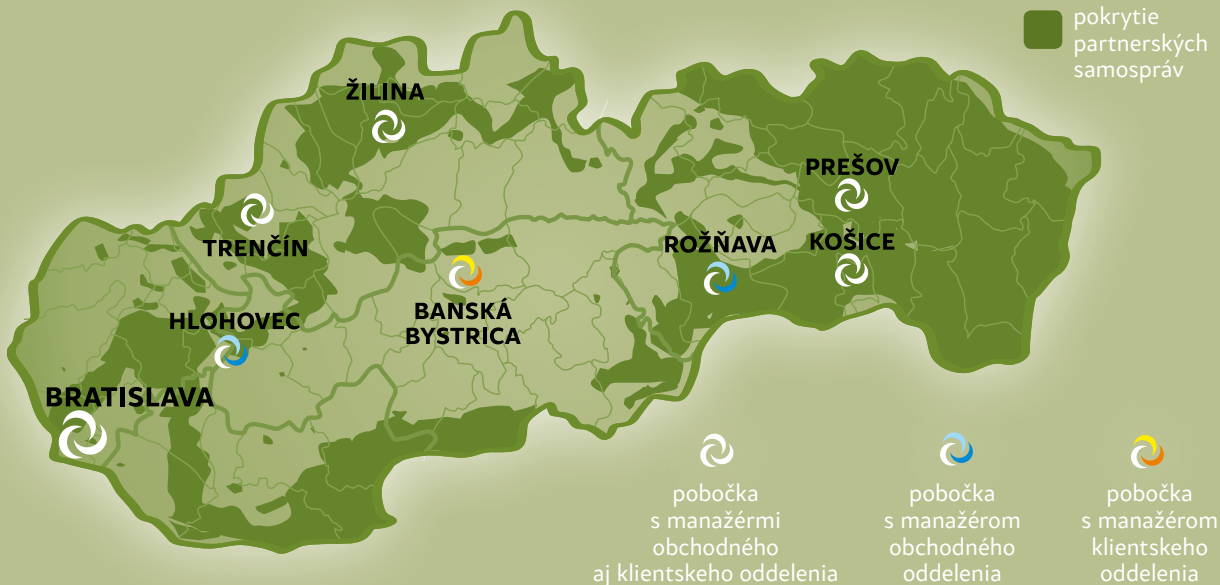 pokrytie
partnerských
samospráv
ŽILINA
PREŠOV
TRENČÍN
ROŽŇAVA
KOŠICE
BANSKÁ
BYSTRICA
HLOHOVEC
BRATISLAVA
pobočka
s manažérmi
obchodného
aj klientskeho oddelenia
pobočka
s manažérom
obchodného
oddelenia
pobočka
s manažérom
klientskeho
oddelenia